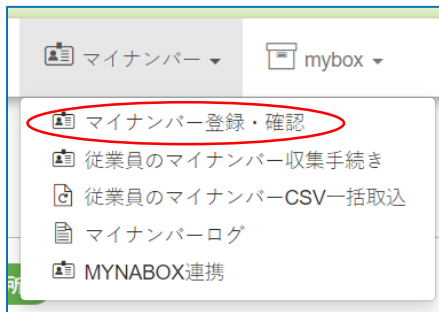 マイナンバー mybox
マイナンバー登録・確認
従業員のマイナンバー収集手続き
従業員のマイナンバーCSV一括取込
マイナンバーログ
MYNABOX連携
所